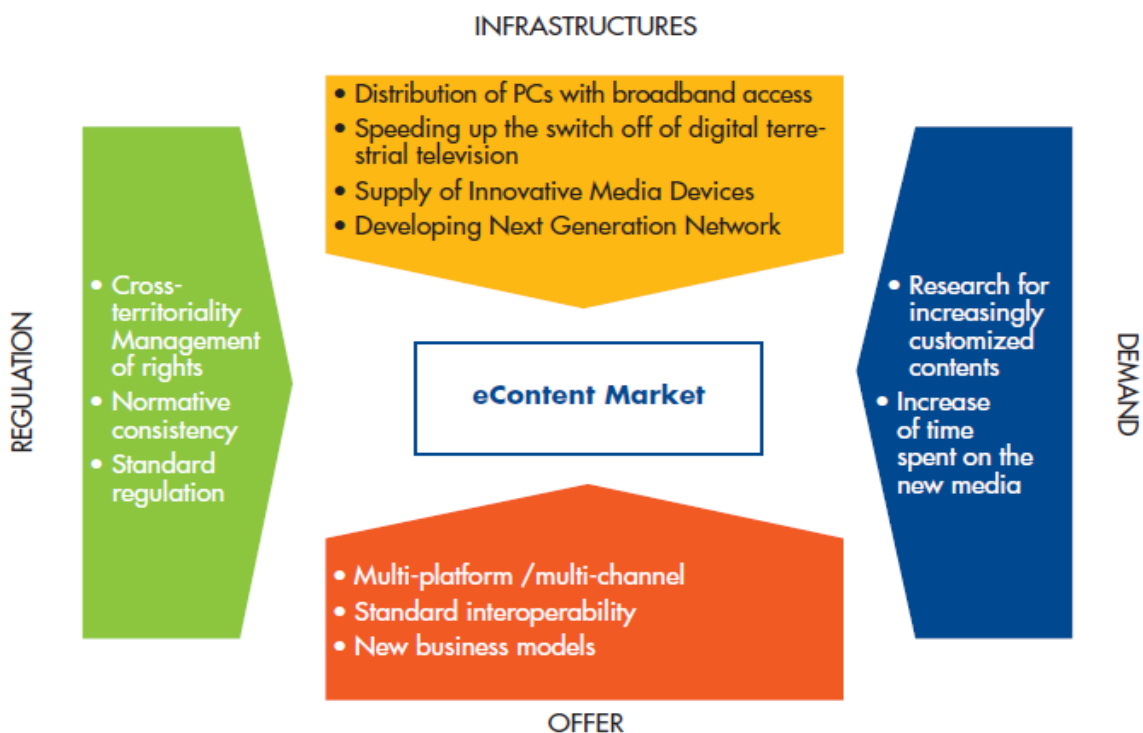 INFRASTRUCTURES
• Distribution of PCs with broadband access
• Speeding up the switch off of digital terre-
strial television
• Supply of Innovative Media Devices
• Developing Next Generation Network
REGULATION
• Cross-
territoriality
Management
of rights
• Normative
consistency
• Standard
regulation
eContent Market
• Research for
increasingly
customized
contents
• Increase
of time
spent on the
new media
DEMAND
• Multi-platform /multi-channel
• Standard interoperability
• New business models
OFFER